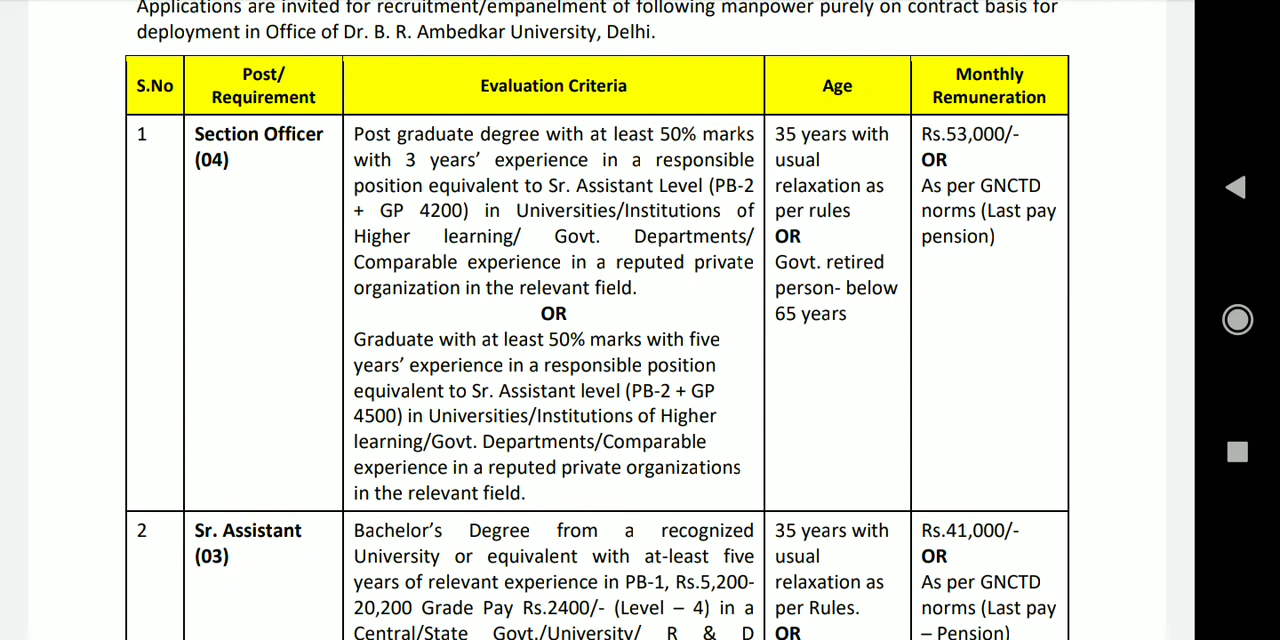 Applications are invited for recruitment/empanelment of following manpower purely on contract basis for
deployment in Office of Dr. B. R. Ambedkar University, Delhi.
S.No
Post/
Requirement
Evaluation Criteria
Age
Monthly
Remuneration
1
Section Officer
(04)
Post graduate degree with at least 50% marks
with 3 years’ experience in a responsible
position equivalent to Sr. Assistant Level (PB-2
+ GP 4200) in Universities/Institutions of
Higher learning/ Govt. Departments/
Comparable experience in a reputed private
organization in the relevant field.
OR
Graduate with at least 50% marks with five
years’ experience in a responsible position
equivalent to Sr. Assistant level (PB-2 + GP
4500) in Universities/Institutions of Higher
learning/Govt. Departments/Comparable
experience in a reputed private organizations
in the relevant field.
35 years with
usual
relaxation as
per rules
OR
Govt. retired
person- below
65 years
Rs.53,000/-
OR
As per GNCTD
norms (Last pay
pension)
2
Sr. Assistant
(03)
Bachelor’s Degree from a recognized
University or equivalent with at-least five
years of relevant experience in PB-1, Rs.5,200-
20,200 Grade Pay Rs.2400/- (Level – 4) in a
Central/State Govt./University/ R & D
35 years with
usual
relaxation as
per Rules.
OR
Rs.41,000/-
OR
As per GNCTD
norms (Last pay
– Pension)